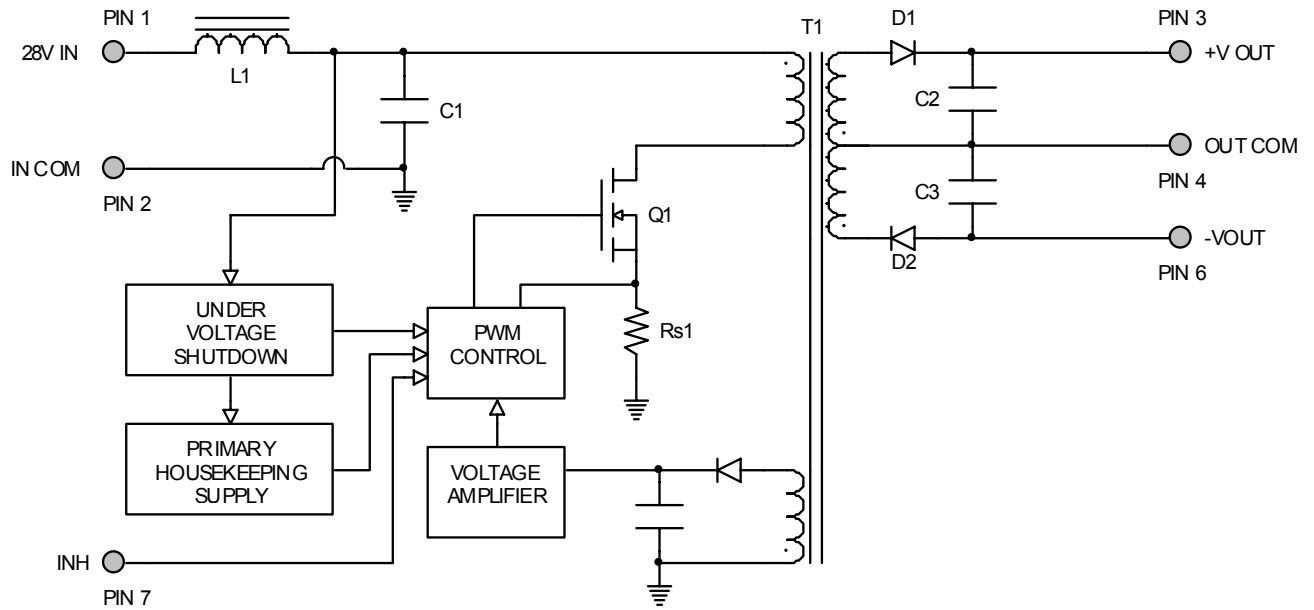 PIN 1
28V IN
L1
C1
IN COM
PIN 2
T1
D1
PIN 3
+V OUT
C2
OUT COM
PIN 4
C3
D2
-VOUT
PIN 6
Q1
Rs1
UNDER
VOLTAGE
SHUTDOWN
PWM
CONTROL
PRIMARY
HOUSEKEEPING
SUPPLY
VOLTAGE
AMPLIFIER
INH
PIN 7